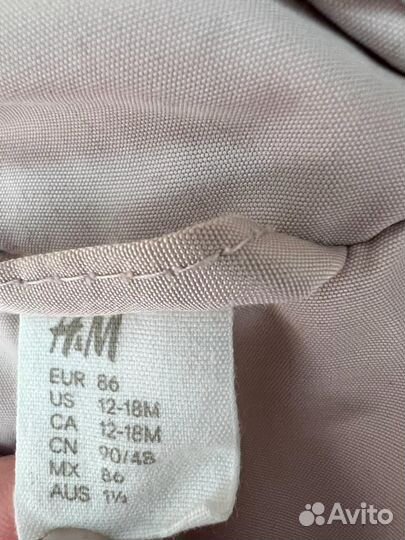 H&M
EUR 86
US 12-18M
CA 12-18M
CN 90/48
MX 86
AUS 1½
Avito